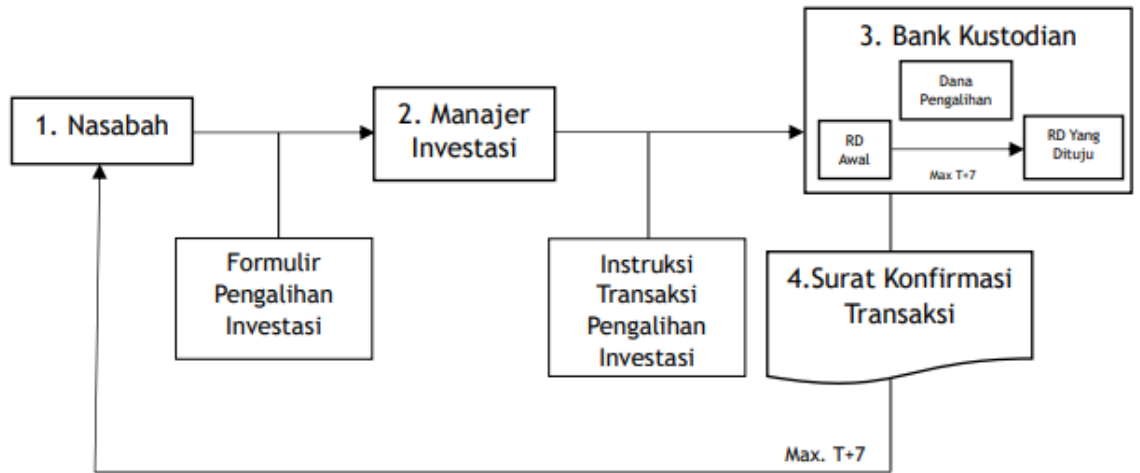 3. Bank Kustodian
Dana
Pengalihan
1. Nasabah
2. Manajer
Investasi
RD
Awal
RD Yang
Dituju
Max T+7
Formulir
Pengalihan
Investasi
Instruksi
Transaksi
Pengalihan
Investasi
4.Surat Konfirmasi
Transaksi
Max. T+7